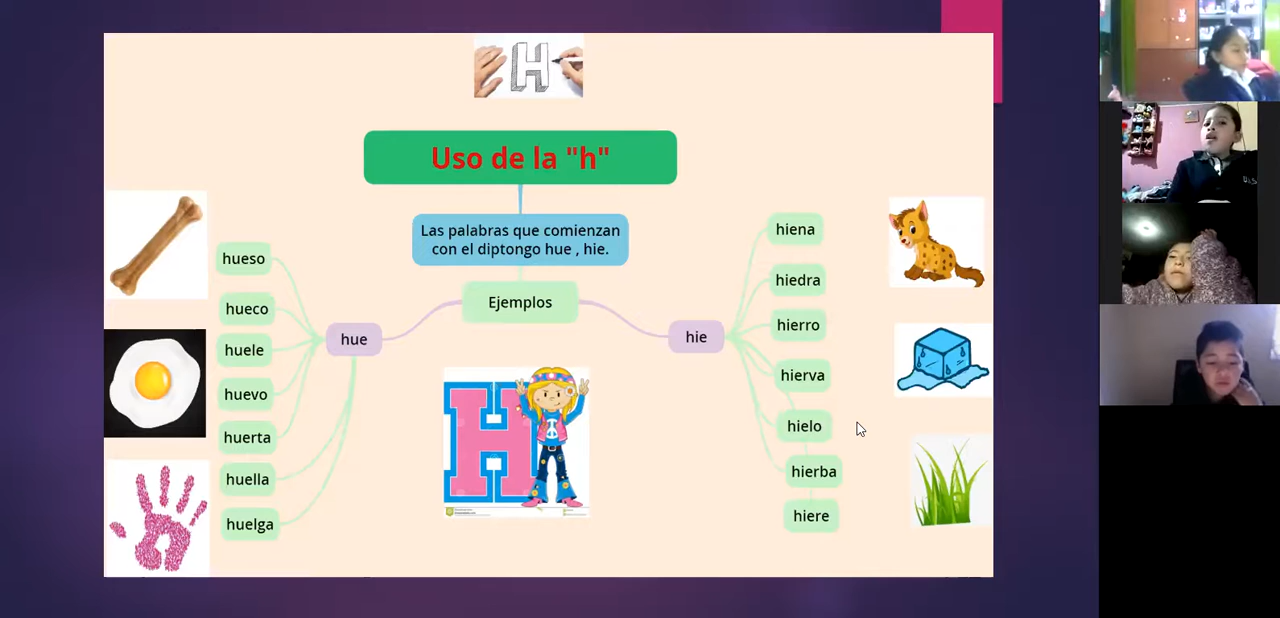 Uso de la "h"
Las palabras que comienzan
con el diptongo hue , hie.
Ejemplos
hue
hueso
hueco
huele
huevo
huerta
huella
huelga
hie
hiena
hiedra
hierro
hierva
hielo
hierba
hiere